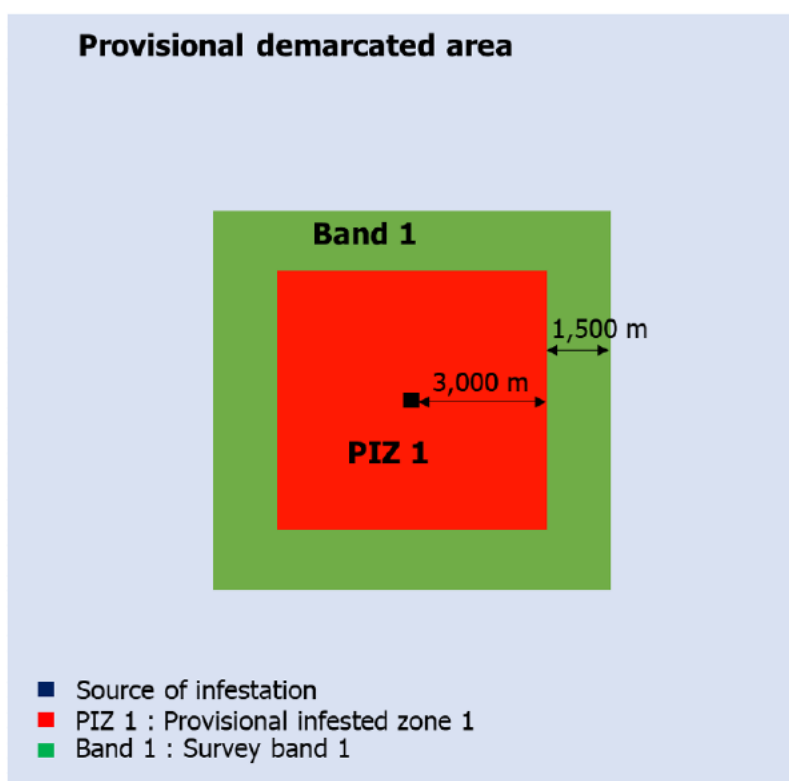 Provisional demarcated area
Band 1
1,500 m
3,000 m
PIZ 1
Source of infestation
PIZ 1 : Provisional infested zone 1
Band 1 : Survey band 1